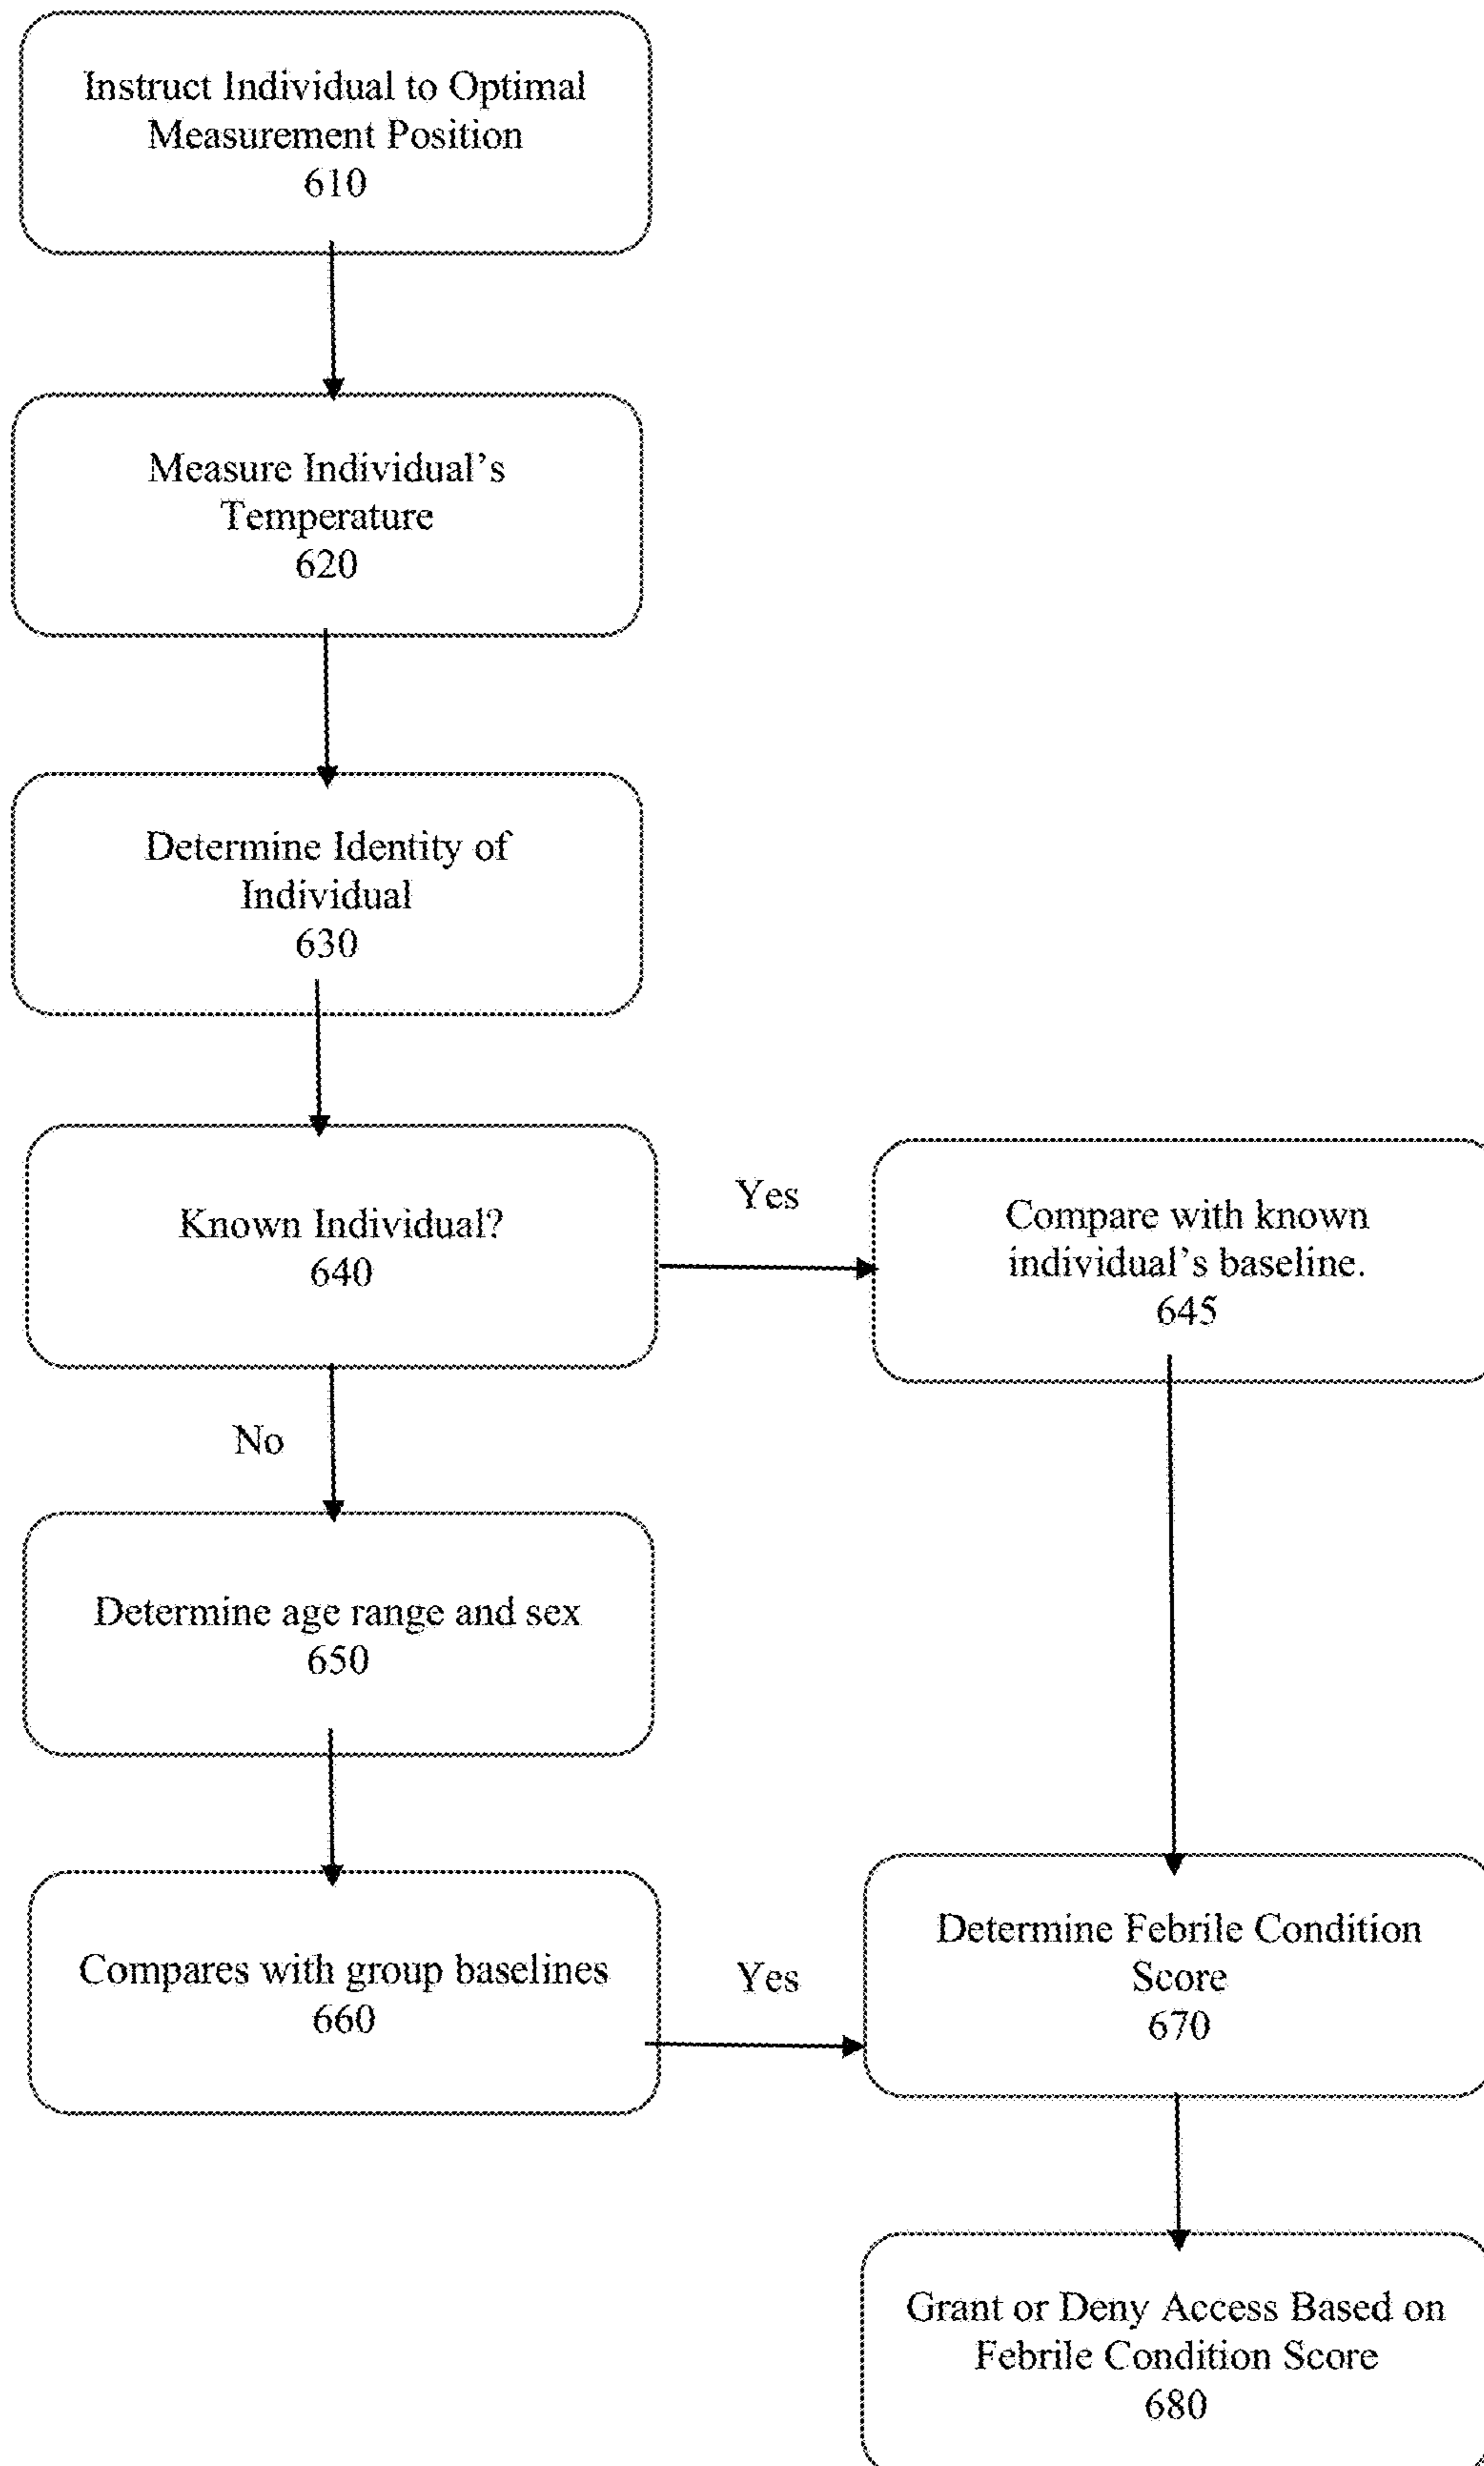 Instruct Individual to Optimal
Measurement Position
610
Measure Individual's
Temperature
620
Determine Identity of
Individual
630
Known Individual?
640
Yes
Compare with known
individual's baseline.
645
No
Determine age range and sex
650
Compares with group baselines
660
Yes
Determine Febrile Condition
Score
670
Grant or Deny Access Based on
Febrile Condition Score
680